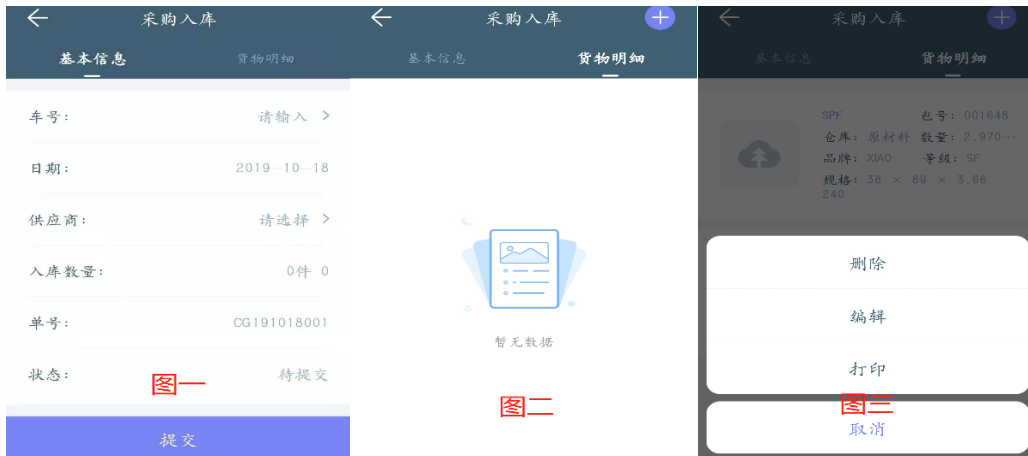 采购入库
基本信息 货物明细
车号： 请输入 >
日期： 2019-10-18
供应商： 请选择 >
入库数量： 0件 0
单号： CG191018001
状态： 待提交
图一
提交
采购入库
基本信息 货物明细
暂无数据
图二
采购入库
基本信息 货物明细
SPF 包号：001648
仓库：原材料 数量：2.970···
品牌：XIAO 等级：SF
规格：38 × 89 × 3.66
240
删除
编辑
打印
图三
取消